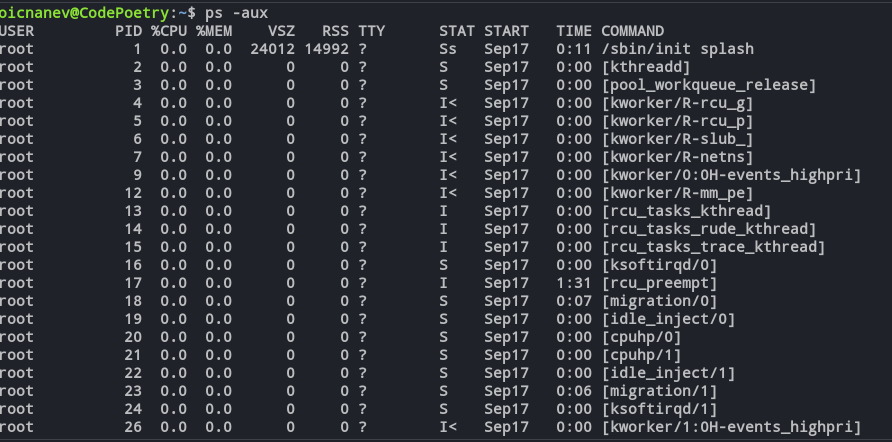 oicnanev@CodePoetry:~$ ps -aux
USER PID %CPU %MEM VSZ RSS TTY STAT START TIME COMMAND
root 1 0.0 0.0 24012 14992 ? Ss Sep17 0:11 /sbin/init splash
root 2 0.0 0.0 0 0 ? S Sep17 0:00 [kthreadd]
root 3 0.0 0.0 0 0 ? S Sep17 0:00 [pool_workqueue_release]
root 4 0.0 0.0 0 0 ? I< Sep17 0:00 [kworker/R-rcu_g]
root 5 0.0 0.0 0 0 ? I< Sep17 0:00 [kworker/R-rcu_p]
root 6 0.0 0.0 0 0 ? I< Sep17 0:00 [kworker/R-slub_]
root 7 0.0 0.0 0 0 ? I< Sep17 0:00 [kworker/R-netns]
root 9 0.0 0.0 0 0 ? I< Sep17 0:00 [kworker/0:0H-events_highpri]
root 12 0.0 0.0 0 0 ? I< Sep17 0:00 [kworker/R-mm_pe]
root 13 0.0 0.0 0 0 ? I Sep17 0:00 [rcu_tasks_kthread]
root 14 0.0 0.0 0 0 ? I Sep17 0:00 [rcu_tasks_rude_kthread]
root 15 0.0 0.0 0 0 ? I Sep17 0:00 [rcu_tasks_trace_kthread]
root 16 0.0 0.0 0 0 ? S Sep17 0:00 [ksoftirqd/0]
root 17 0.0 0.0 0 0 ? I Sep17 1:31 [rcu_preempt]
root 18 0.0 0.0 0 0 ? S Sep17 0:07 [migration/0]
root 19 0.0 0.0 0 0 ? S Sep17 0:00 [idle_inject/0]
root 20 0.0 0.0 0 0 ? S Sep17 0:00 [cpuhp/0]
root 21 0.0 0.0 0 0 ? S Sep17 0:00 [cpuhp/1]
root 22 0.0 0.0 0 0 ? S Sep17 0:00 [idle_inject/1]
root 23 0.0 0.0 0 0 ? S Sep17 0:06 [migration/1]
root 24 0.0 0.0 0 0 ? S Sep17 0:00 [ksoftirqd/1]
root 26 0.0 0.0 0 0 ? I< Sep17 0:00 [kworker/1:0H-events_highpri]